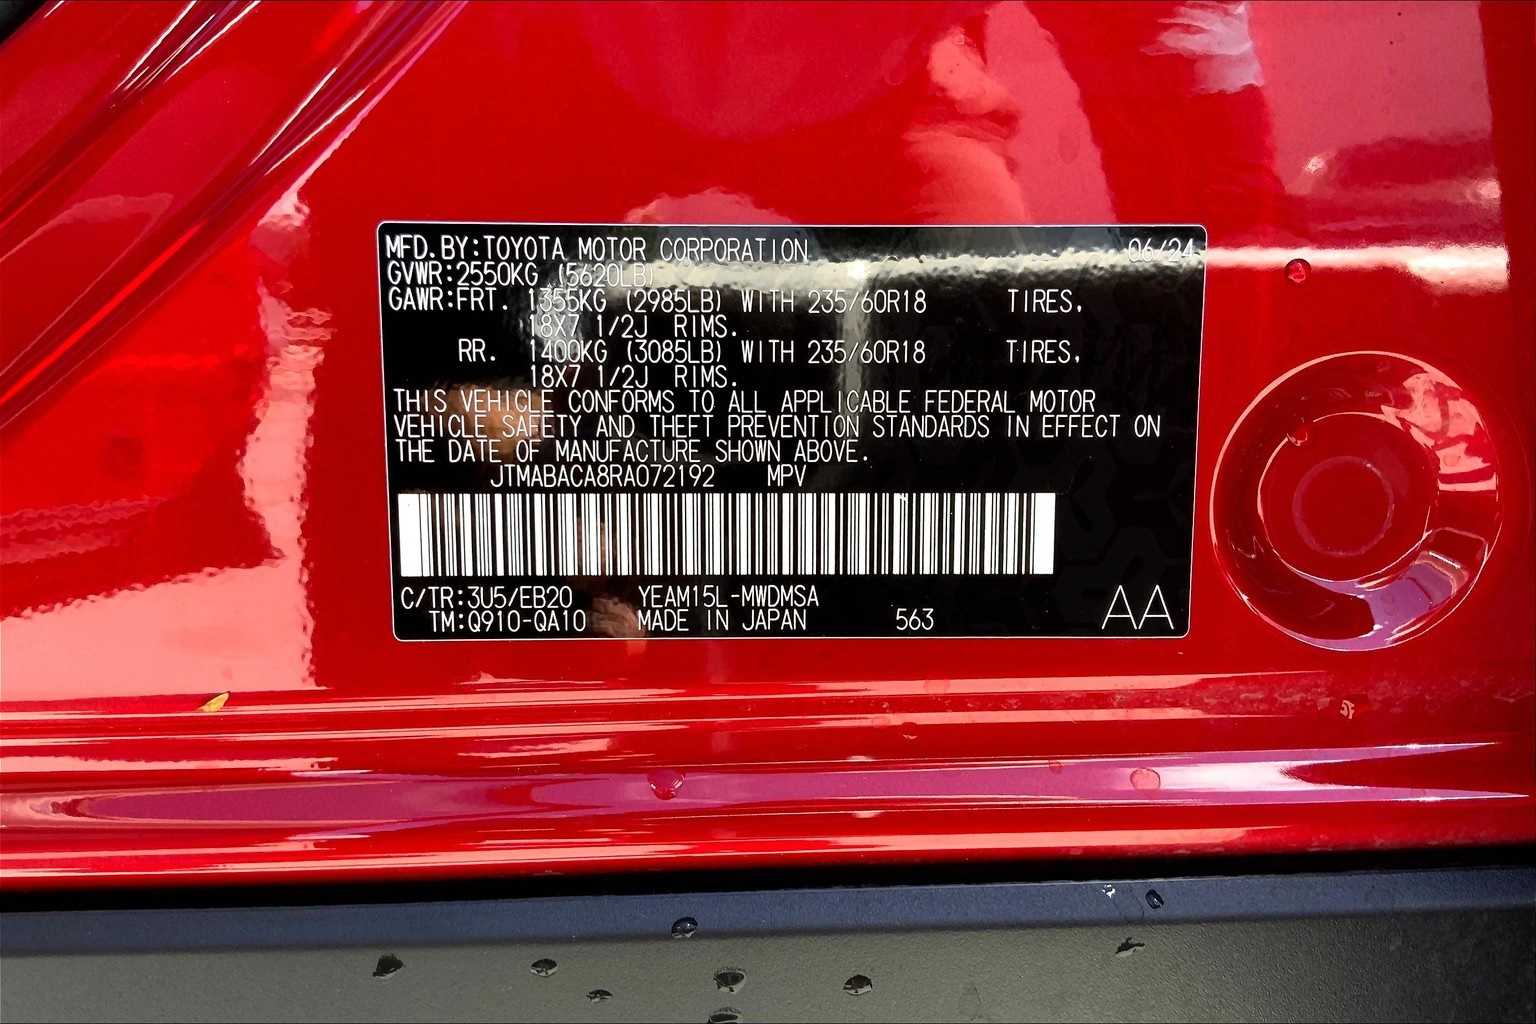 MFD. BY:TOYOTA MOTOR CORPORATION 06/24
GVWR:2550KG (5620LB)
GAWR:FRT. 1355KG (2985LB) WITH 235/60R18 TIRES,
18X7 1/2J RIMS.
RR. 1400KG (3085LB) WITH 235/60R18 TIRES,
18X7 1/2J RIMS.
THIS VEHICLE CONFORMS TO ALL APPLICABLE FEDERAL MOTOR
VEHICLE SAFETY AND THEFT PREVENTION STANDARDS IN EFFECT ON
THE DATE OF MANUFACTURE SHOWN ABOVE.
JTMABACA8RA072192 MPV
C/TR:3U5/EB20 YEAM15L-MWDMSA
TM:Q910-QA10 MADE IN JAPAN 563 AA